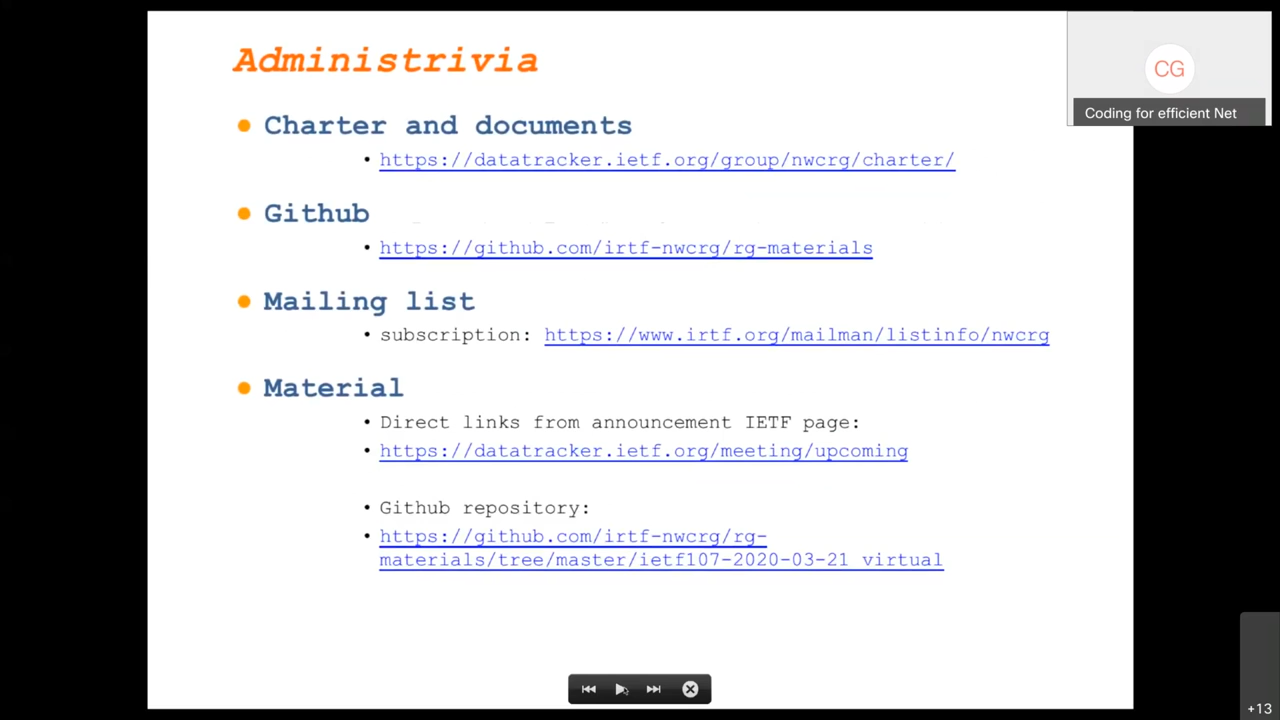 Administrivia
CG
Coding for efficient Net
Charter and documents
https://datatracker.ietf.org/group/nwcrg/charter/
Github
https://github.com/irtf-nwcrg/rg-materials
Mailing list
subscription: https://www.irtf.org/mailman/listinfo/nwcrg
Material
Direct links from announcement IETF page:
https://datatracker.ietf.org/meeting/upcoming
Github repository:
https://github.com/irtf-nwcrg/rg-
materials/tree/master/ietf107-2020-03-21 virtual
+13